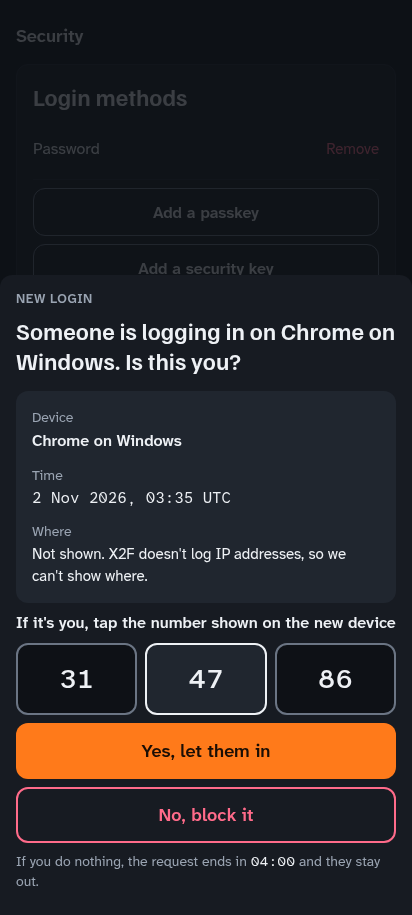 Security
Login methods
Password
Remove
Add a passkey
Add a security key
NEW LOGIN
Someone is logging in on Chrome on
Windows. Is this you?
Device
Chrome on Windows
Time
2 Nov 2026, 03:35 UTC
Where
Not shown. X2F doesn't log IP addresses, so we
can't show where.
If it's you, tap the number shown on the new device
31
47
86
Yes, let them in
No, block it
If you do nothing, the request ends in 04:00 and they stay
out.